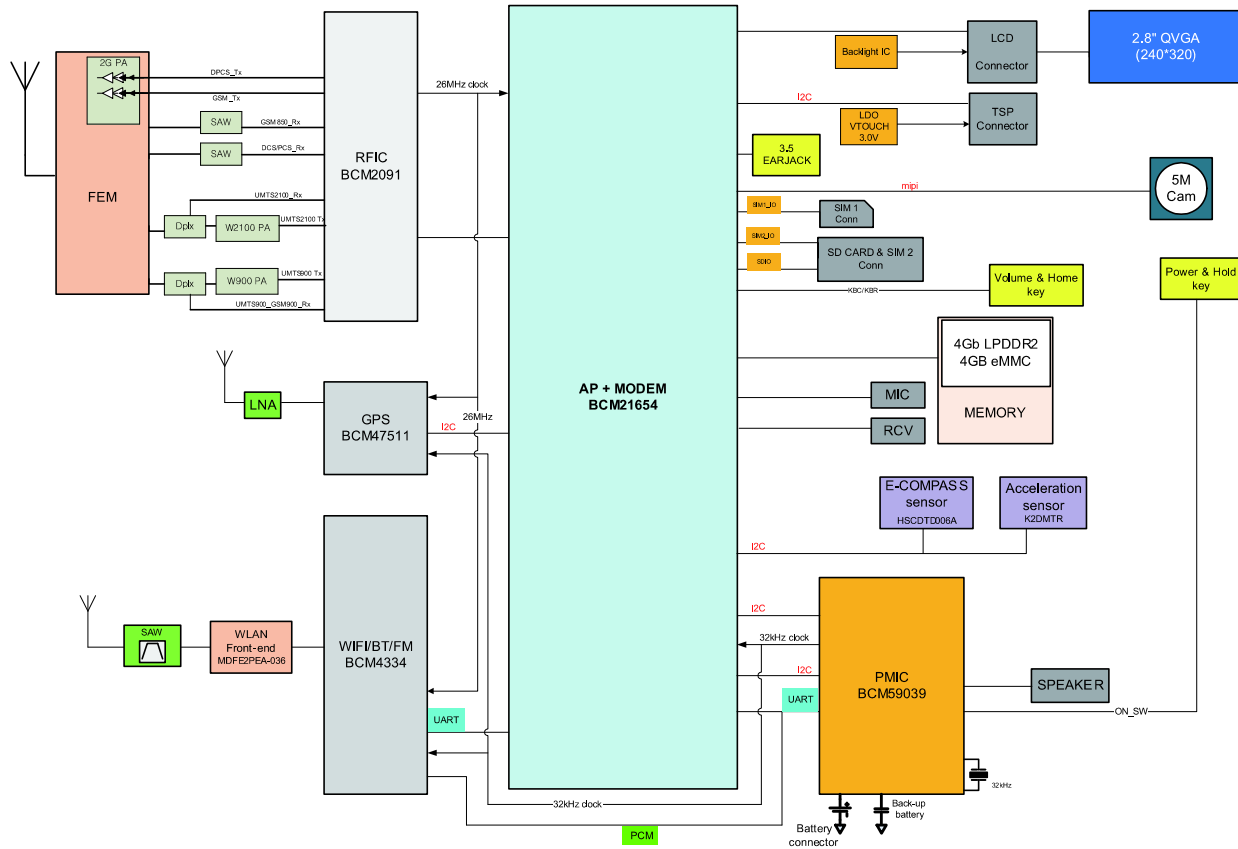 2G PA
FEM
DPCS_Tx
GSM_Tx
SAW
GSM850_Rx
SAW
DCS/PCS_Rx
UMTS2100_Rx
Dplx
W2100 PA
UMTS2100 Tx
Dplx
W900 PA
UMTS900 Tx
UMTS900_GSM900_Rx
RFIC
BCM2091
26MHz clock
LNA
GPS
BCM47511
26MHz
I2C
SAW
WLAN
Front-end
MDFE2PEA-036
WIFI/BT/FM
BCM4334
UART
32kHz clock
PCM
AP + MODEM
BCM21654
Backlight IC
LCD
Connector
2.8" QVGA
(240*320)
I2C
LDO
VTOUCH
3.0V
TSP
Connector
3.5
EARJACK
mipi
5M
Cam
SIM1_IO
SIM 1
Conn
SIM2_IO
SDIO
SD CARD & SIM 2
Conn
KBC/KBR
Volume & Home
key
Power & Hold
key
4Gb LPDDR2
4GB eMMC
MEMORY
MIC
RCV
E-COMPASS
sensor
HSCDTD006A
Acceleration
sensor
K2DMTR
I2C
I2C
32kHz clock
I2C
UART
PMIC
BCM59039
SPEAKER
ON_SW
32kHz
Battery
connector
Back-up
battery